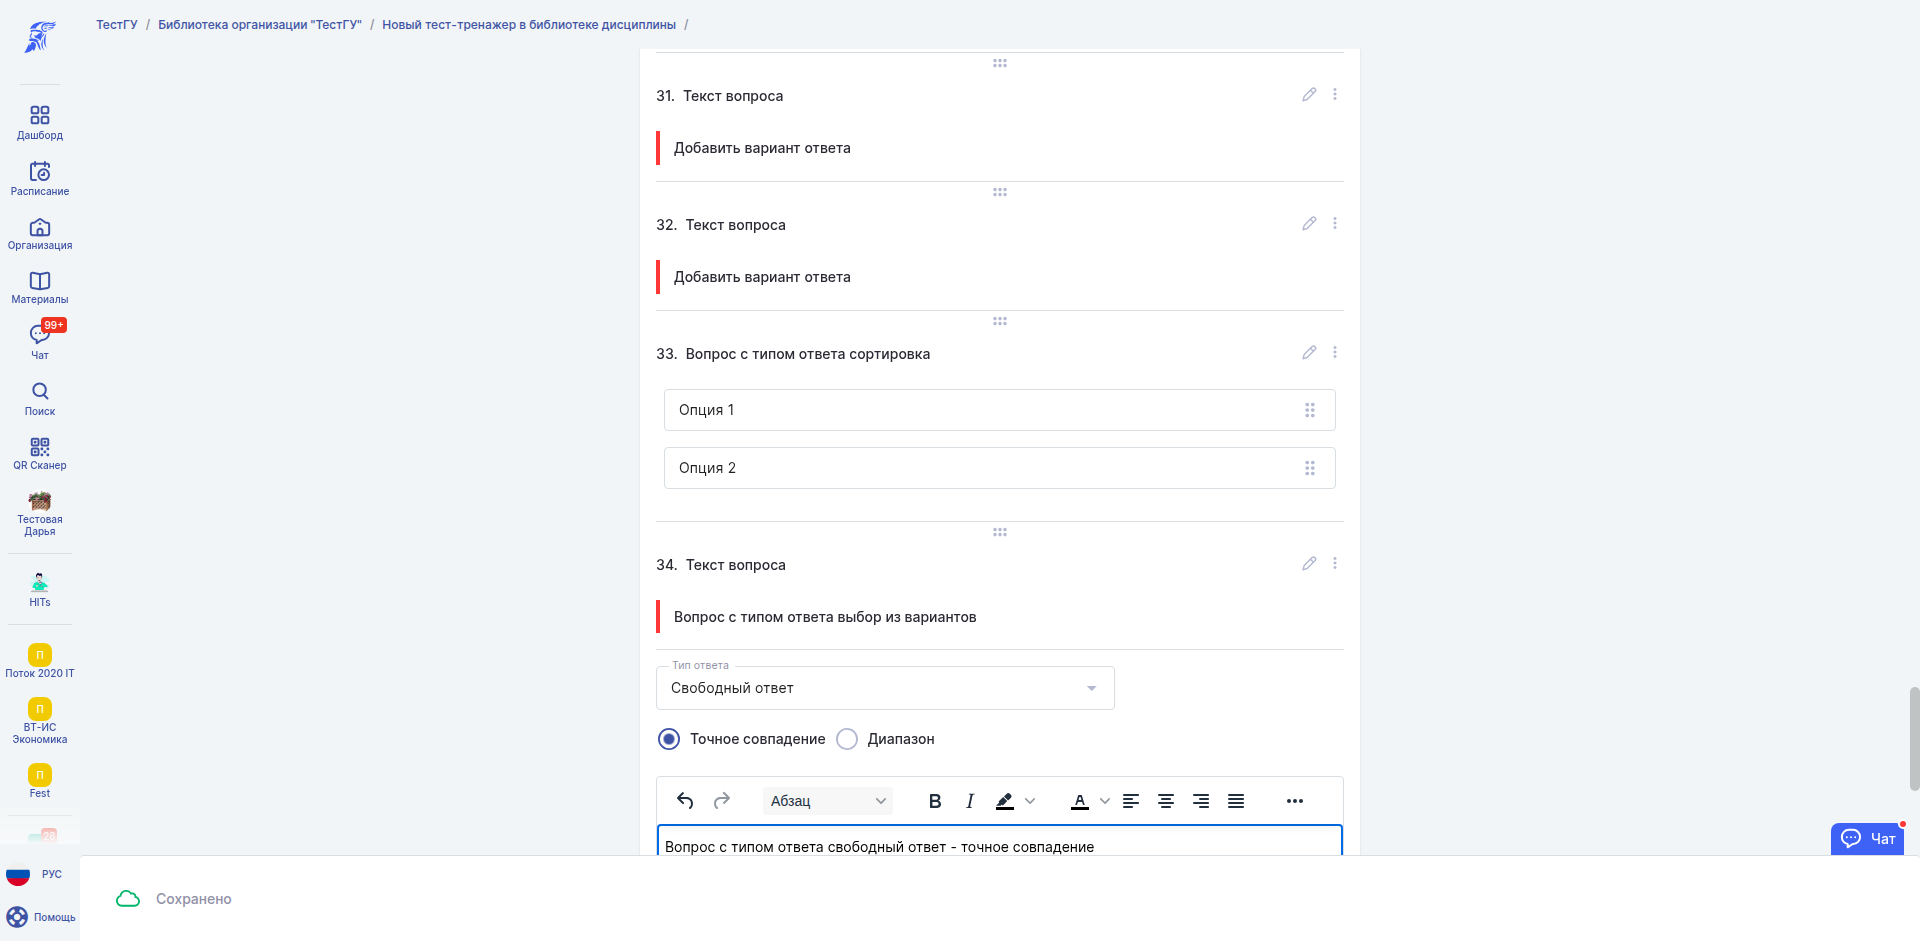 ТестГУ / Библиотека организации "ТестГУ" / Новый тест-тренажер в библиотеке дисциплины /
Дашборд
Расписание
Организация
Материалы
99+
Чат
Поиск
QR Сканер
Тестовая
Дарья
HITs
П
Поток 2020 IT
П
ВТ-ИС
Экономика
П
Fest
28
РУС
Помощь
31. Текст вопроса
Добавить вариант ответа
32. Текст вопроса
Добавить вариант ответа
33. Вопрос с типом ответа сортировка
Опция 1
Опция 2
34. Текст вопроса
Вопрос с типом ответа выбор из вариантов
Тип ответа
Свободный ответ
Точное совпадение Диапазон
Абзац B I A
Вопрос с типом ответа свободный ответ - точное совпадение
Чат
Сохранено